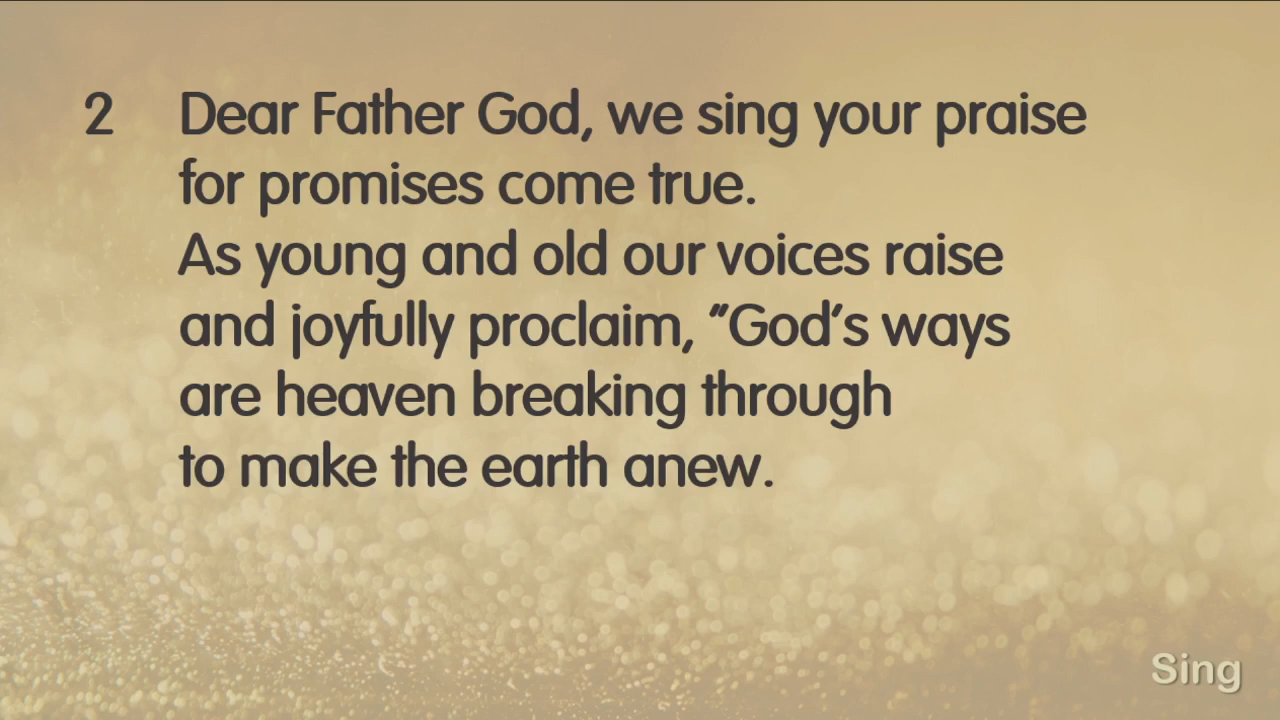 2 Dear Father God, we sing your praise
for promises come true.
As young and old our voices raise
and joyfully proclaim, "God's ways
are heaven breaking through
to make the earth anew.
Sing